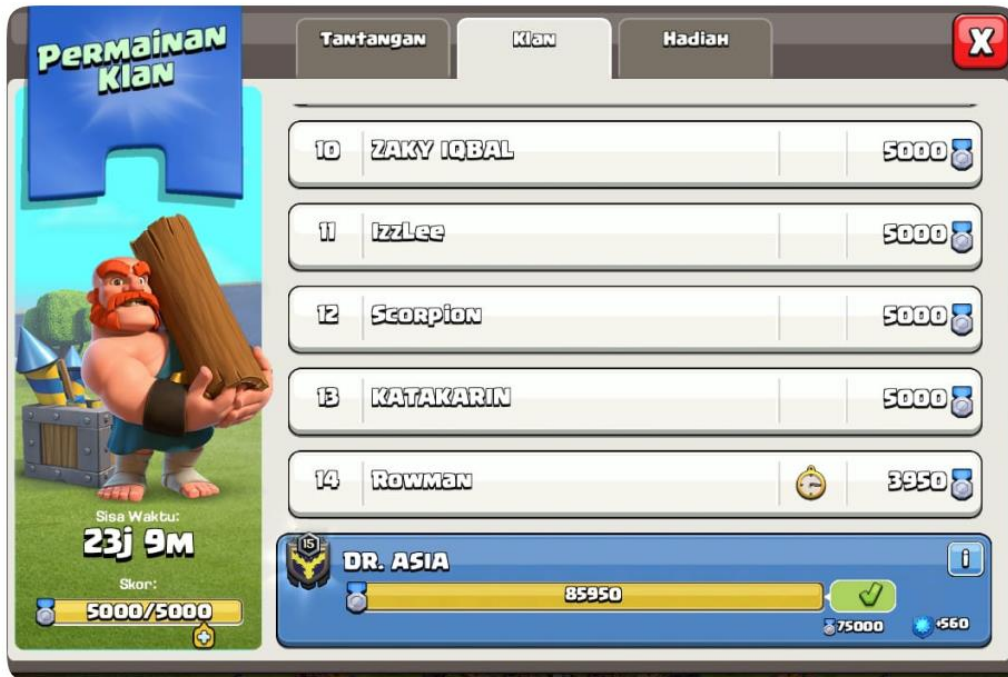 Permainan
Klan
Tantangan
Klan
Hadiah
X
10 ZAKY IQBAL 5000
11 IzzLee 5000
12 Scorpion 5000
13 KATAKARIN 5000
14 Rowman 3950
Sisa Waktu:
23j 9m
Skor:
5000/5000
15
DR. ASIA
i
85950
75000
+560